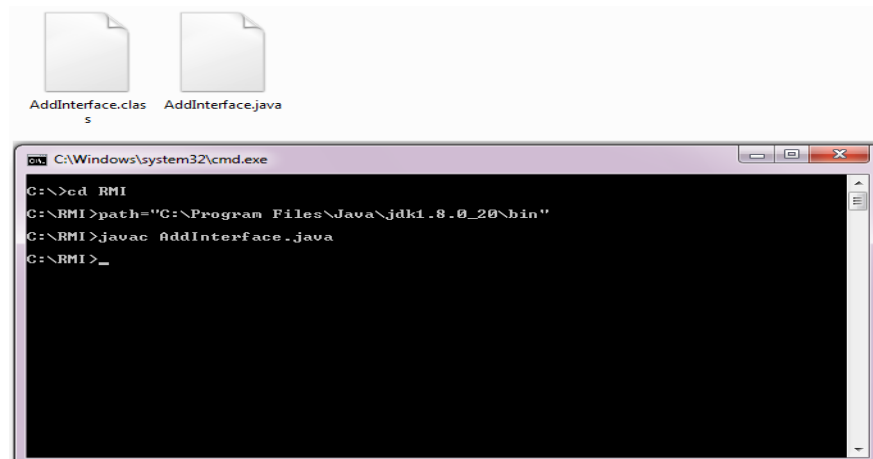 AddInterface.clas
s
AddInterface.java
C:\Windows\system32\cmd.exe
C:\>cd RMI
C:\RMI>path="C:\Program Files\Java\jdk1.8.0_20\bin"
C:\RMI>javac AddInterface.java
C:\RMI>_